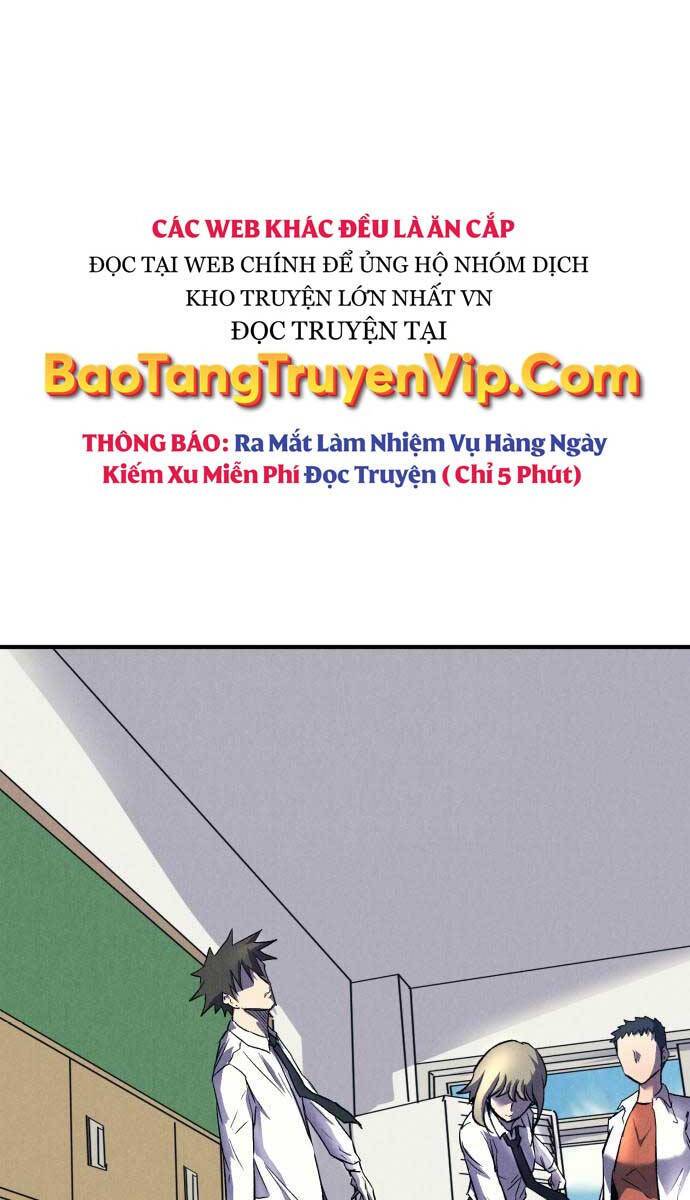 CÁC WEB KHÁC ĐỀU LÀ ĂN CẮP
ĐỌC TẠI WEB CHÍNH ĐỂ ỦNG HỘ NHÓM DỊCH
KHO TRUYỆN LỚN NHẤT VN
ĐỌC TRUYỆN TẠI
BaoTangTruyenVip.Com
THÔNG BÁO: Ra Mắt Làm Nhiệm Vụ Hàng Ngày
Kiếm Xu Miễn Phí Đọc Truyện ( Chỉ 5 Phút)